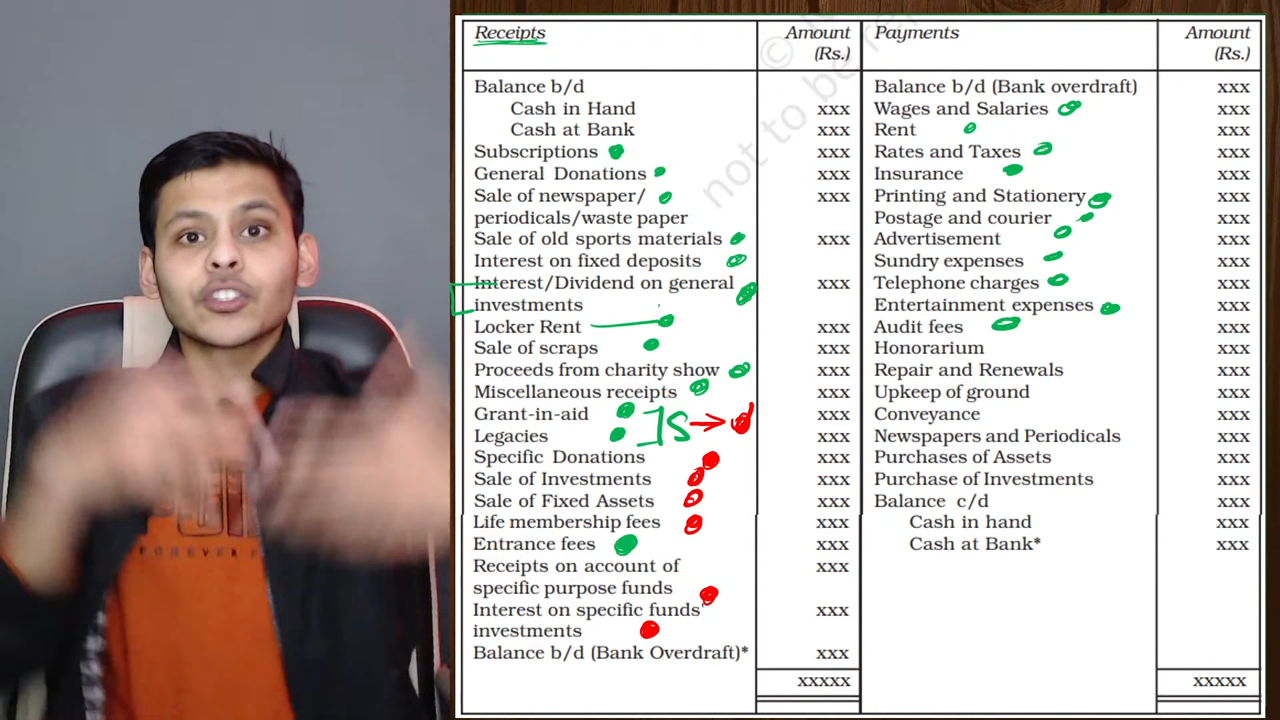 Receipts Amount (Rs.) Payments Amount (Rs.)
Balance b/d Balance b/d (Bank overdraft) xxx
Cash in Hand xxx Wages and Salaries xxx
Cash at Bank xxx Rent xxx
Subscriptions xxx Rates and Taxes xxx
General Donations xxx Insurance xxx
Sale of newspaper/ xxx Printing and Stationery xxx
periodicals/waste paper Postage and courier xxx
Sale of old sports materials xxx Advertisement xxx
Interest on fixed deposits Sundry expenses xxx
Interest/Dividend on general xxx Telephone charges xxx
investments Entertainment expenses xxx
Locker Rent xxx Audit fees xxx
Sale of scraps xxx Honorarium xxx
Proceeds from charity show xxx Repair and Renewals xxx
Miscellaneous receipts xxx Upkeep of ground xxx
Grant-in-aid xxx Conveyance xxx
Legacies xxx Newspapers and Periodicals xxx
Specific Donations xxx Purchases of Assets xxx
Sale of Investments xxx Purchase of Investments xxx
Sale of Fixed Assets xxx Balance c/d xxx
Life membership fees xxx Cash in hand xxx
Entrance fees xxx Cash at Bank* xxx
Receipts on account of xxx
specific purpose funds
Interest on specific funds' xxx
investments
Balance b/d (Bank Overdraft)* xxx
xxxxx xxxxx
not to be re
©
FOREVER